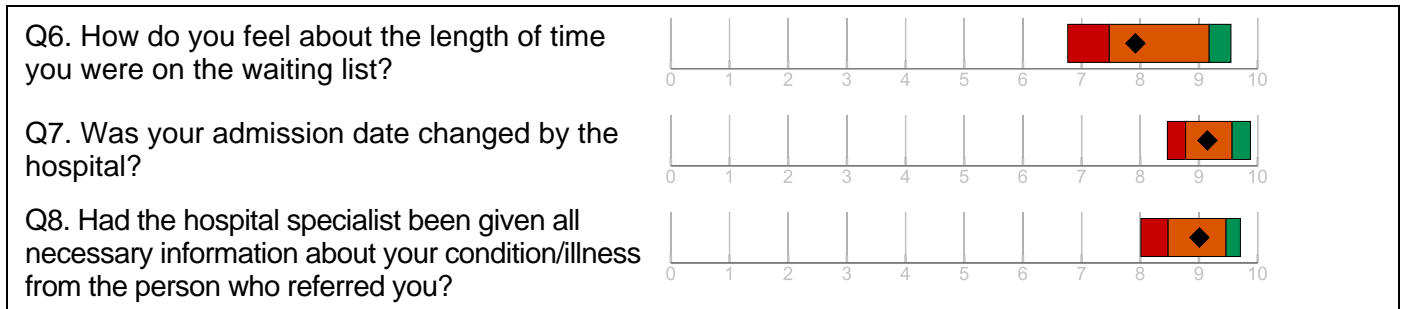 Q6. How do you feel about the length of time
you were on the waiting list?
0 1 2 3 4 5 6 7 8 9 10
Q7. Was your admission date changed by the
hospital?
0 1 2 3 4 5 6 7 8 9 10
Q8. Had the hospital specialist been given all
necessary information about your condition/illness
from the person who referred you?
0 1 2 3 4 5 6 7 8 9 10